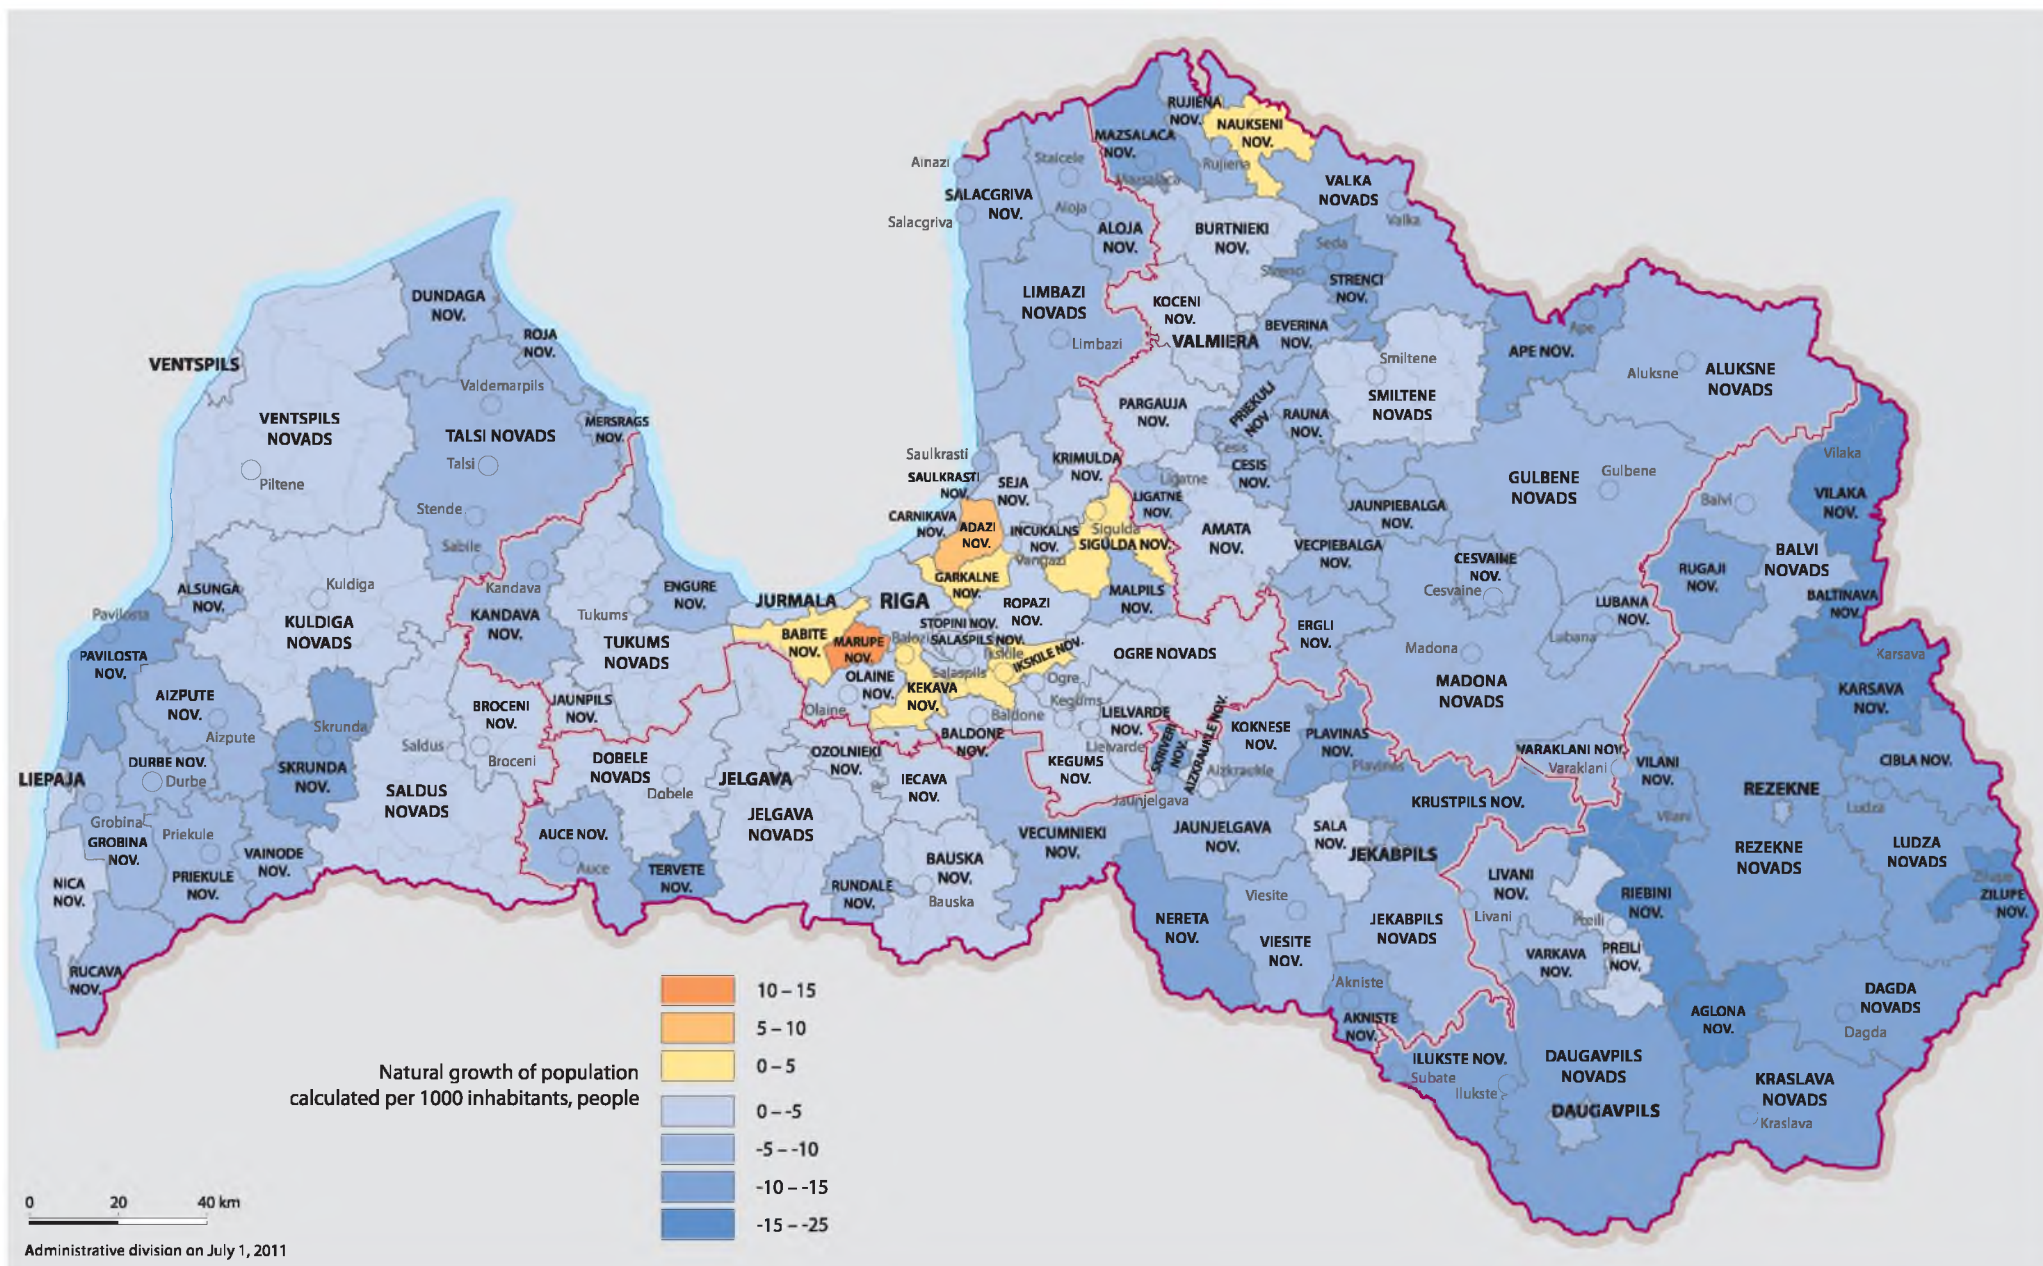 RUJIENA
NOV.
NAUKSENI
NOV.
MAZSALACA
NOV.
Rujiena
Mazsalaca
Ainazi
Staicele
SALACGRIVA
NOV.
Salacgriva
Aloja
ALOJA
NOV.
VALKA
NOVADS
Valka
BURTNIEKI
NOV.
Seda
Strenci
STRENCI
NOV.
LIMBAZI
NOVADS
Limbazi
KOCENI
NOV.
VALMIERA
BEVERINA
NOV.
Ape
APE NOV.
Smiltene
SMILTENE
NOVADS
Aluksne
ALUKSNE
NOVADS
DUNDAGA
NOV.
ROJA
NOV.
VENTSPILS
Valdemarpils
VENTSPILS
NOVADS
TALSI NOVADS
MERSRAGS
NOV.
Talsi
Piltene
Stende
Sabile
PARGAUJA
NOV.
PRIEKULI
NOV.
RAUNA
NOV.
Cesis
CESIS
NOV.
Saulkrasti
SAULKRASTI
NOV.
SEJA
NOV.
KRIMULDA
NOV.
Ligatne
LIGATNE
NOV.
GULBENE
NOVADS
Gulbene
Vilaka
VILAKA
NOV.
Balvi
BALVI
NOVADS
CARNIKAVA
NOV.
ADAZI
NOV.
INCUKALNS
NOV.
Vangazi
Sigulda
SIGULDA NOV.
AMATA
NOV.
JAUNPIEBALGA
NOV.
VECPIEBALGA
NOV.
CESVAINE
NOV.
Cesvaine
RUGAJI
NOV.
LUBANA
NOV.
Lubana
BALTINAVA
NOV.
GARKALNE
NOV.
MALPILS
NOV.
ALSUNGA
NOV.
Kuldiga
KULDIGA
NOVADS
Kandava
KANDAVA
NOV.
Tukums
TUKUMS
NOVADS
ENGURE
NOV.
JURMALA
RIGA
ROPAZI
NOV.
STOPINI NOV.
SALASPILS NOV.
BABITE
NOV.
MARUPE
NOV.
Balozi
Ikskile
IKSKILE NOV.
Salaspils
OLAINE
NOV.
Olaine
KEKAVA
NOV.
Ogre
OGRE NOVADS
ERGLI
NOV.
Madona
MADONA
NOVADS
Karsava
KARSAVA
NOV.
Pavilosta
PAVILOSTA
NOV.
AIZPUTE
NOV.
Aizpute
Skrunda
SKRUNDA
NOV.
BROCENI
NOV.
Saldus
Broceni
SALDUS
NOVADS
JAUNPILS
NOV.
Baldone
BALDONE
NOV.
Kegums
LIELVARDE
NOV.
Lielvarde
KEGUMS
NOV.
SKRIVERI
NOV.
AIZKRAUKLE NOV.
Aizkraukle
Jaunjelgava
KOKNESE
NOV.
PLAVINAS
NOV.
Plavinas
VARAKLANI NOV.
Varaklani
VILANI
NOV.
Vilani
CIBLA NOV.
REZEKNE
Ludza
REZEKNE
NOVADS
LUDZA
NOVADS
Zilupe
ZILUPE
NOV.
LIEPAJA
DURBE NOV.
Durbe
Grobina
GROBINA
NOV.
Priekule
PRIEKULE
NOV.
VAINODE
NOV.
NICA
NOV.
RUCAVA
NOV.
DOBELE
NOVADS
Dobele
JELGAVA
JELGAVA
NOVADS
OZOLNIEKI
NOV.
IECAVA
NOV.
AUCE NOV.
Auce
TERVETE
NOV.
RUNDALE
NOV.
BAUSKA
NOV.
Bauska
VECUMNIEKI
NOV.
JAUNJELGAVA
NOV.
SALA
NOV.
KRUSTPILS NOV.
JEKABPILS
LIVANI
NOV.
Livani
NERETA
NOV.
Viesite
VIESITE
NOV.
JEKABPILS
NOVADS
RIEBINI
NOV.
Preili
PREILI
NOV.
VARKAVA
NOV.
Akniste
AKNISTE
NOV.
AGLONA
NOV.
DAGDA
NOVADS
Dagda
ILUKSTE NOV.
Subate
Ilukste
DAUGAVPILS
NOVADS
DAUGAVPILS
KRASLAVA
NOVADS
Kraslava
Natural growth of population
calculated per 1000 inhabitants, people
10 – 15
5 – 10
0 – 5
0 – -5
-5 – -10
-10 – -15
-15 – -25
0 20 40 km
Administrative division on July 1, 2011